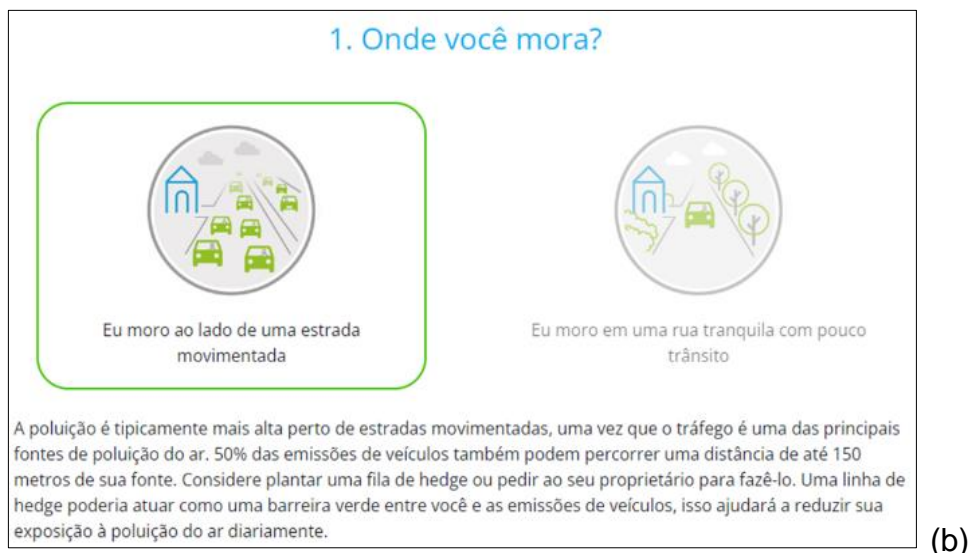 1. Onde você mora?
Eu moro ao lado de uma estrada
movimentada
Eu moro em uma rua tranquila com pouco
trânsito
A poluição é tipicamente mais alta perto de estradas movimentadas, uma vez que o tráfego é uma das principais
fontes de poluição do ar. 50% das emissões de veículos também podem percorrer uma distância de até 150
metros de sua fonte. Considere plantar uma fila de hedge ou pedir ao seu proprietário para fazê-lo. Uma linha de
hedge poderia atuar como uma barreira verde entre você e as emissões de veículos, isso ajudará a reduzir sua
exposição à poluição do ar diariamente.
(b)